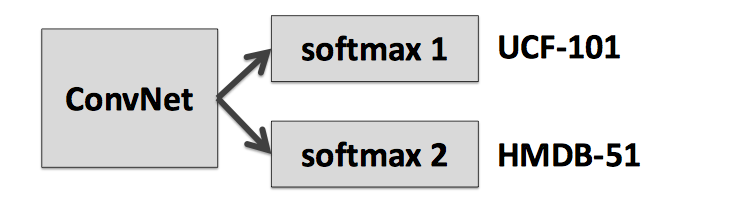 softmax 1
UCF-101
ConvNet
softmax 2
HMDB-51